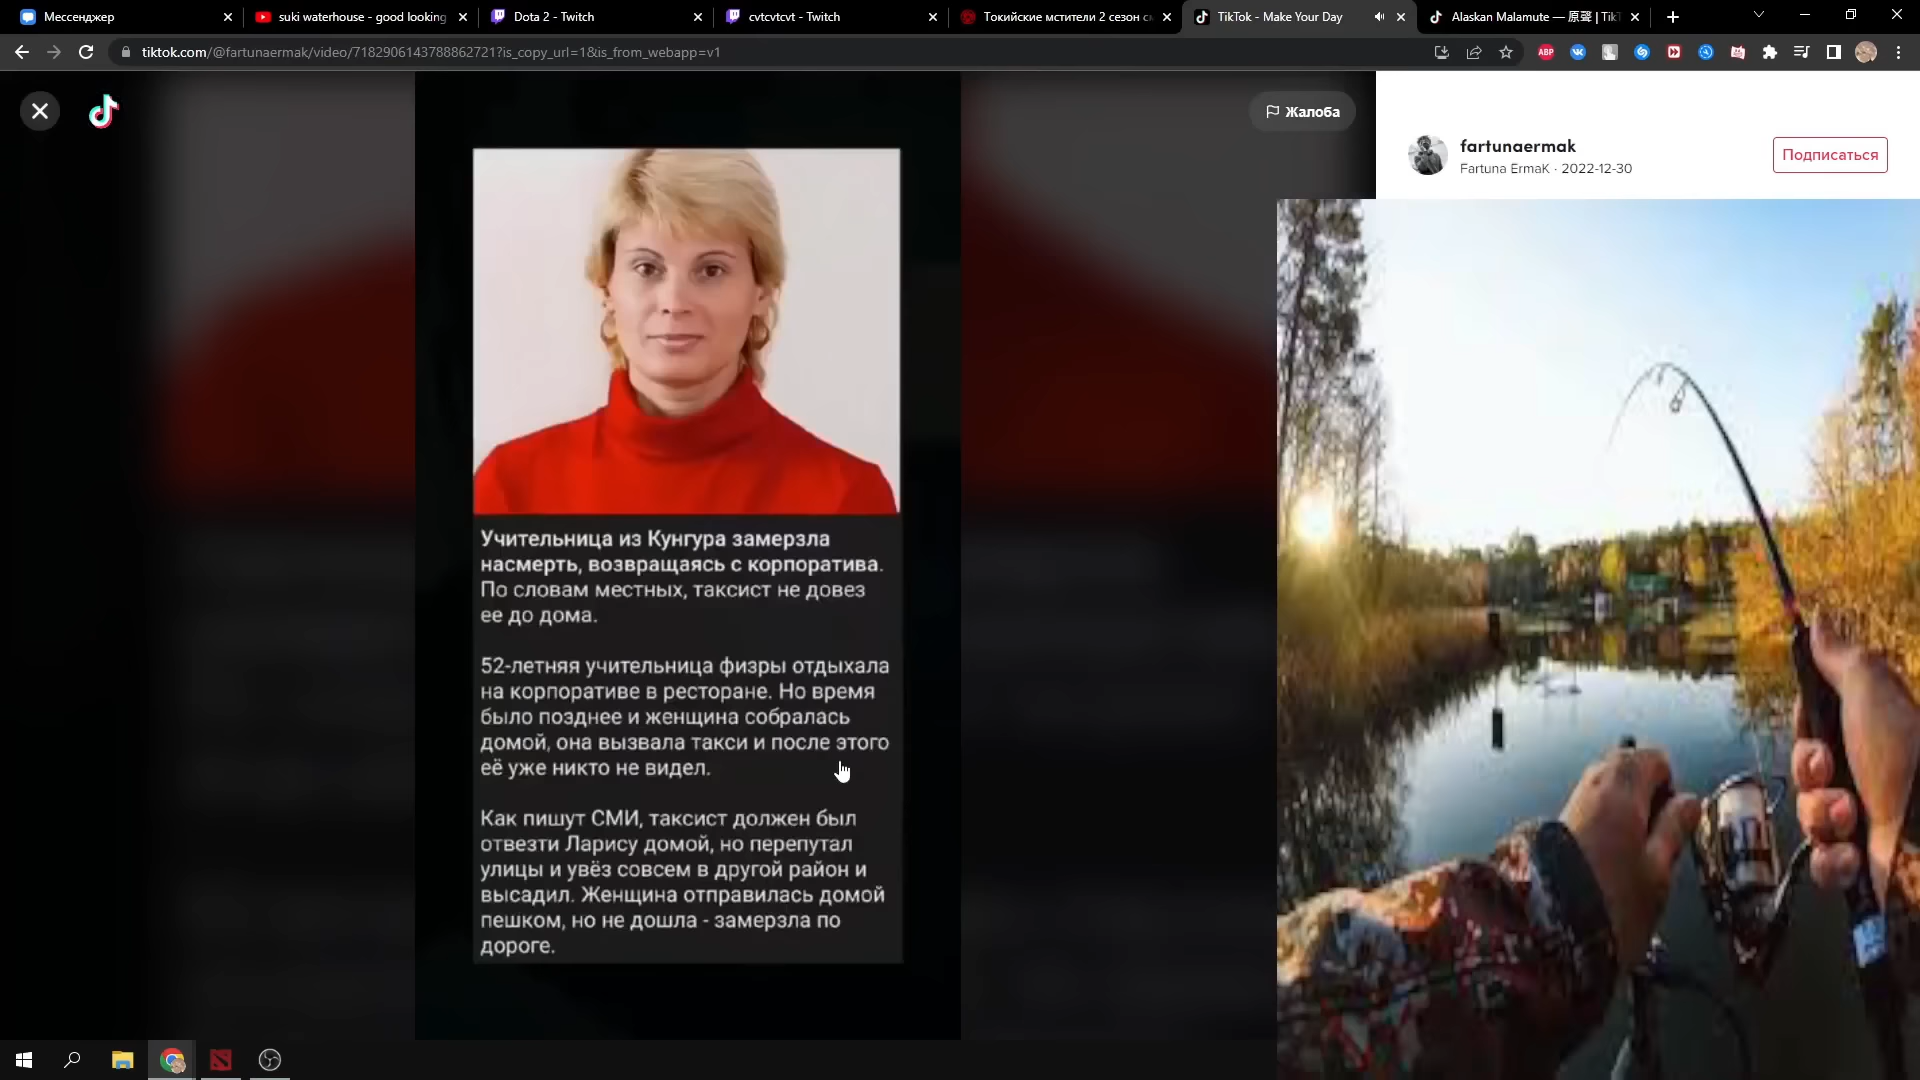 Мессенджер
suki waterhouse - good looking
Dota 2 - Twitch
cvtcvtcvt - Twitch
Токийские мстители 2 сезон
TikTok - Make Your Day
Alaskan Malamute — 原聲 | TikT
tiktok.com/@fartunaermak/video/7182906143788862721?is_copy_url=1&is_from_webapp=v1
ABP
Жалоба
fartunaermak
Fartuna ErmaK · 2022-12-30
Подписаться
Учительница из Кунгура замерзла
насмерть, возвращаясь с корпоратива.
По словам местных, таксист не довез
ее до дома.
52-летняя учительница физры отдыхала
на корпоративе в ресторане. Но время
было позднее и женщина собралась
домой, она вызвала такси и после этого
её уже никто не видел.
Как пишут СМИ, таксист должен был
отвезти Ларису домой, но перепутал
улицы и увёз совсем в другой район и
высадил. Женщина отправилась домой
пешком, но не дошла - замерзла по
дороге.